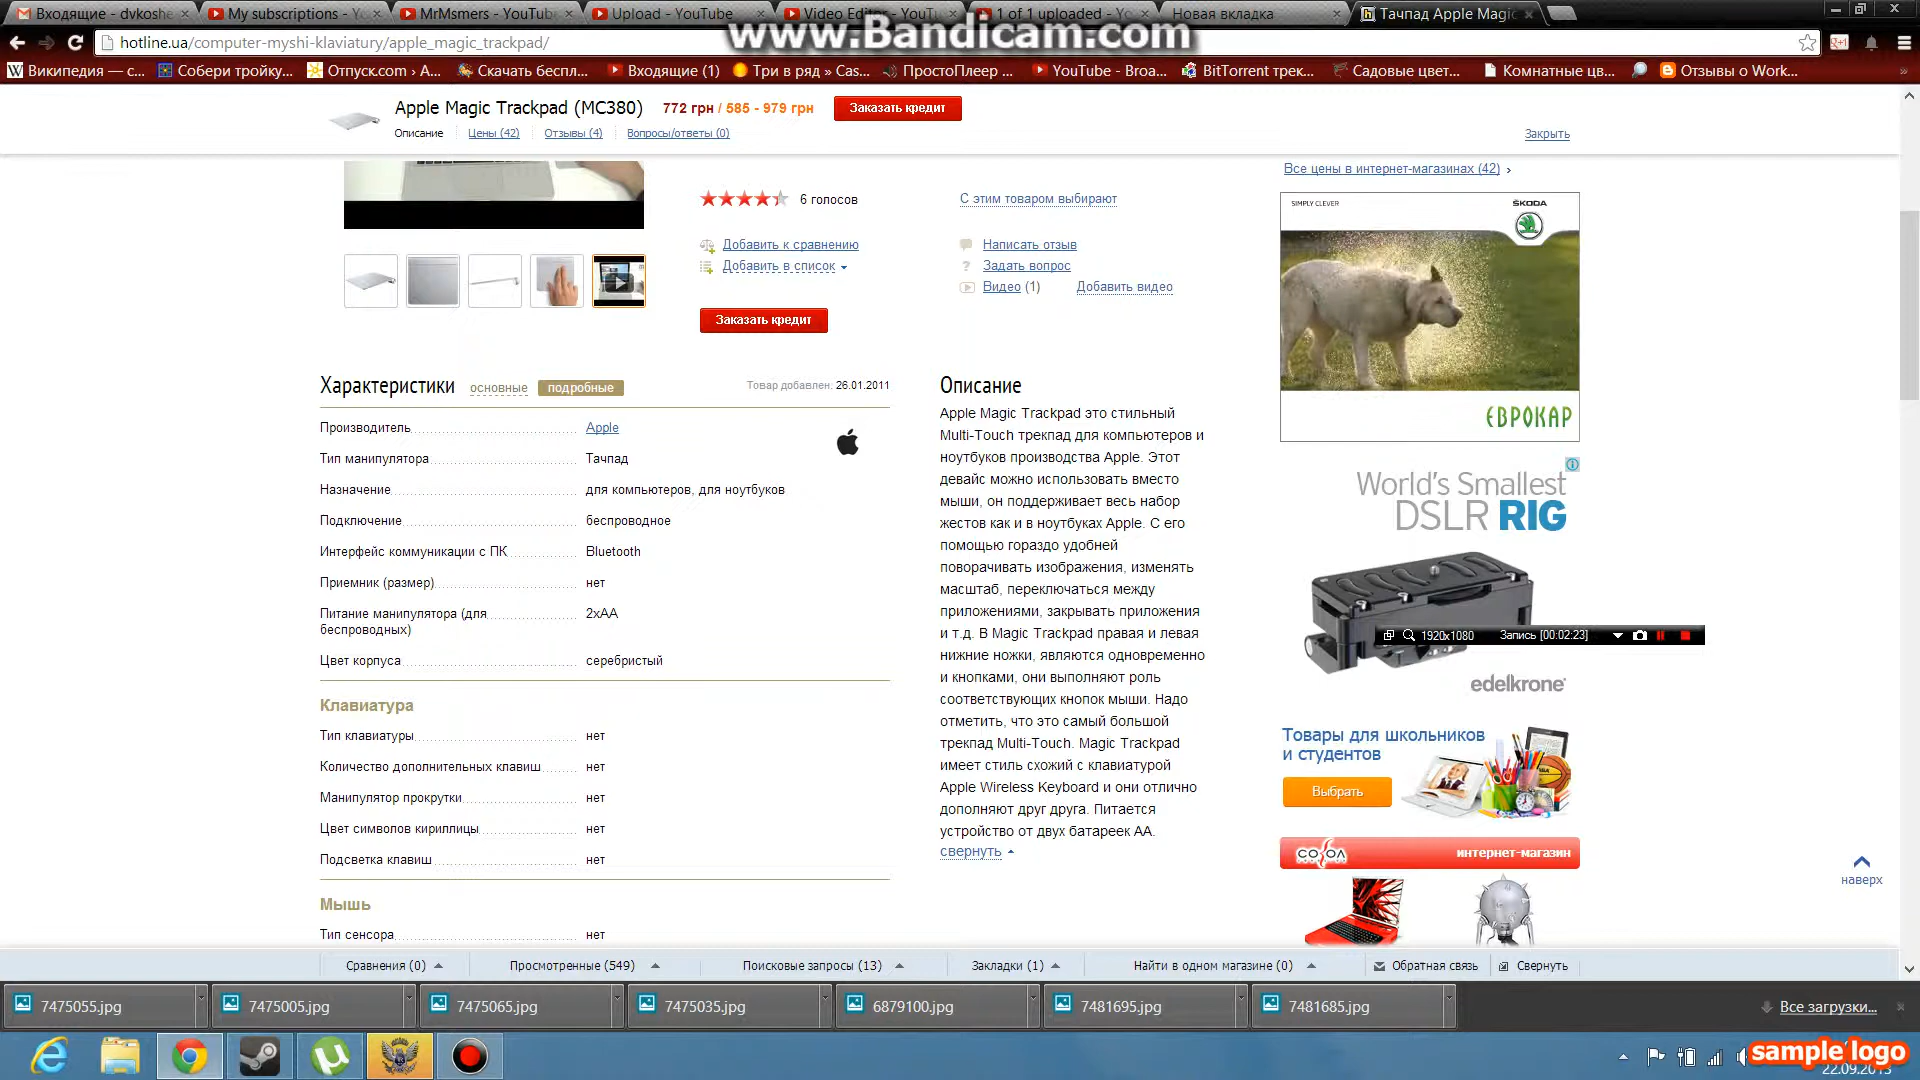 Входящие - dvkoshe
My subscriptions - Yo
MrMsmers - YouTube
Upload - YouTube
Video Editor - YouTu
1 of 1 uploaded - Yo
Новая вкладка
Тачпад Apple Magic
www.Bandicam.com
hotline.ua/computer-myshi-klaviatury/apple_magic_trackpad/
Википедия — с...
Собери тройку...
Отпуск.com › А...
Скачать беспл...
Входящие (1)
Три в ряд » Cas...
ПростоПлеер ...
YouTube - Broa...
BitTorrent трек...
Садовые цвет...
Комнатные цв...
Отзывы о Work...
Apple Magic Trackpad (MC380)
772 грн / 585 - 979 грн
Заказать кредит
Описание
Цены (42)
Отзывы (4)
Вопросы/ответы (0)
Закрыть
Все цены в интернет-магазинах (42) ›
6 голосов
С этим товаром выбирают
Добавить к сравнению
Добавить в список
Написать отзыв
Задать вопрос
Видео (1)
Добавить видео
Заказать кредит
SIMPLY CLEVER
ŠKODA
ЄВРОКАР
Характеристики
основные
подробные
Товар добавлен: 26.01.2011
Производитель
Apple
Тип манипулятора
Тачпад
Назначение
для компьютеров, для ноутбуков
Подключение
беспроводное
Интерфейс коммуникации с ПК
Bluetooth
Приемник (размер)
нет
Питание манипулятора (для
беспроводных)
2xAA
Цвет корпуса
серебристый
Клавиатура
Тип клавиатуры
нет
Количество дополнительных клавиш
нет
Манипулятор прокрутки
нет
Цвет символов кириллицы
нет
Подсветка клавиш
нет
Мышь
Тип сенсора
нет
Описание
Apple Magic Trackpad это стильный
Multi-Touch трекпад для компьютеров и
ноутбуков производства Apple. Этот
девайс можно использовать вместо
мыши, он поддерживает весь набор
жестов как и в ноутбуках Apple. С его
помощью гораздо удобней
поворачивать изображения, изменять
масштаб, переключаться между
приложениями, закрывать приложения
и т.д. В Magic Trackpad правая и левая
нижние ножки, являются одновременно
и кнопками, они выполняют роль
соответствующих кнопок мыши. Надо
отметить, что это самый большой
трекпад Multi-Touch. Magic Trackpad
имеет стиль схожий с клавиатурой
Apple Wireless Keyboard и они отлично
дополняют друг друга. Питается
устройство от двух батареек АА.
свернуть
World's Smallest
DSLR RIG
1920x1080
Запись [00:02:23]
edelkrone
Товары для школьников
и студентов
Выбрать
СОКОЛ
интернет-магазин
наверх
Сравнения (0)
Просмотренные (549)
Поисковые запросы (13)
Закладки (1)
Найти в одном магазине (0)
Обратная связь
Свернуть
7475055.jpg
7475005.jpg
7475065.jpg
7475035.jpg
6879100.jpg
7481695.jpg
7481685.jpg
Все загрузки...
sample logo
22.09.2013